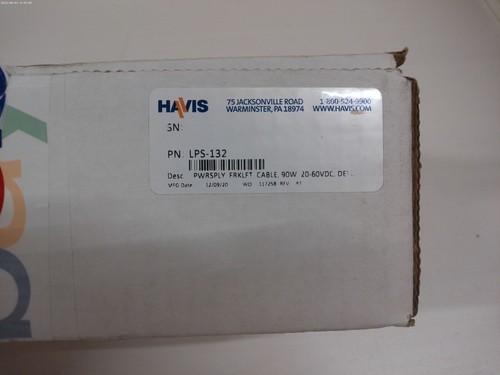 HAVIS
75 JACKSONVILLE ROAD
WARMINSTER, PA 18974
1-800-524-9900
WWW.HAVIS.COM
SN:
PN: LPS-132
Desc: PWRSPLY FRKLFT CABLE, 90W 20-60VDC,
MFG Date 12/09/20 WO 117258 REV